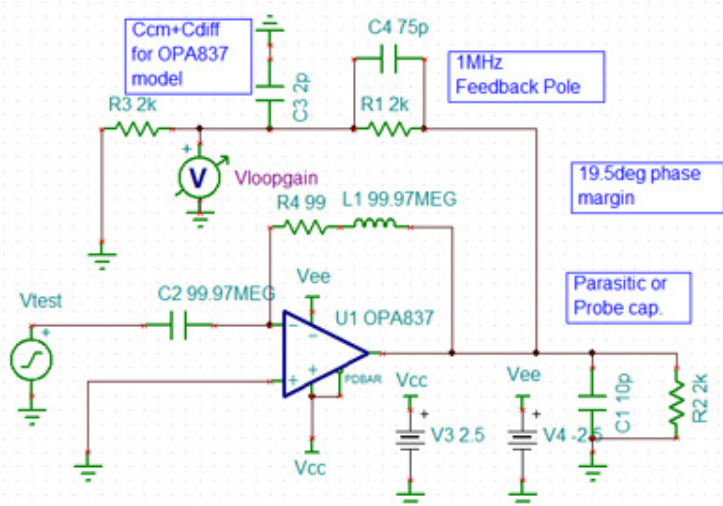 Ccm+Cdiff
for OPA837
model
C4 75p
1MHz
Feedback Pole
R3 2k
C3 2p
R1 2k
+
V
Vloopgain
19.5deg phase
margin
R4 99
L1 99.97MEG
Vee
Parasitic or
Probe cap.
Vtest
C2 99.97MEG
U1 OPA837
+
PDBAR
Vcc
Vcc
Vee
+
V3 2.5
+
V4 -2.5
C1 10p
R2 2k